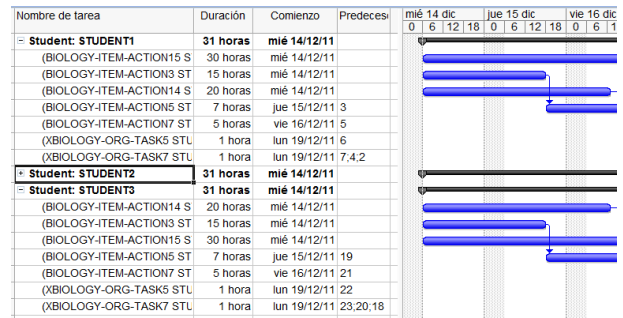 Nombre de tarea Duración Comienzo Predeces mié 14 dic jue 15 dic vie 16 dic
0 6 12 18 0 6 12 18 0 6 1
Student: STUDENT1 31 horas mié 14/12/11
(BIOLOGY-ITEM-ACTION15 S 30 horas mié 14/12/11
(BIOLOGY-ITEM-ACTION3 ST 15 horas mié 14/12/11
(BIOLOGY-ITEM-ACTION14 S 20 horas mié 14/12/11
(BIOLOGY-ITEM-ACTION5 ST 7 horas jue 15/12/11 3
(BIOLOGY-ITEM-ACTION7 ST 5 horas vie 16/12/11 5
(XBIOLOGY-ORG-TASK5 STU 1 hora lun 19/12/11 6
(XBIOLOGY-ORG-TASK7 STU 1 hora lun 19/12/11 7;4;2
Student: STUDENT2 31 horas mié 14/12/11
Student: STUDENT3 31 horas mié 14/12/11
(BIOLOGY-ITEM-ACTION14 S 20 horas mié 14/12/11
(BIOLOGY-ITEM-ACTION3 ST 15 horas mié 14/12/11
(BIOLOGY-ITEM-ACTION15 S 30 horas mié 14/12/11
(BIOLOGY-ITEM-ACTION5 ST 7 horas jue 15/12/11 19
(BIOLOGY-ITEM-ACTION7 ST 5 horas vie 16/12/11 21
(XBIOLOGY-ORG-TASK5 STU 1 hora lun 19/12/11 22
(XBIOLOGY-ORG-TASK7 STU 1 hora lun 19/12/11 23;20;18